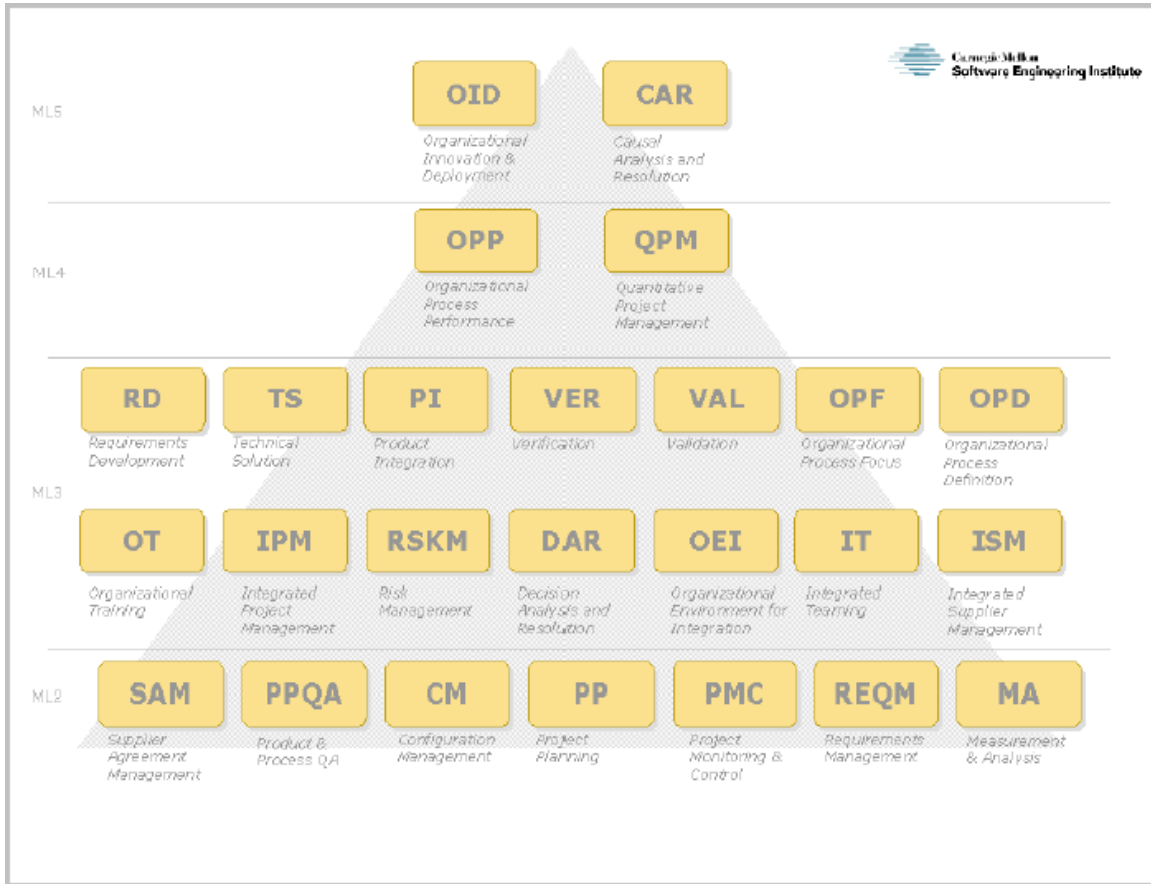 Carnegie Mellon
Software Engineering Institute
ML5
OID
CAR
Organizational
Innovation &
Deployment
Causal
Analysis and
Resolution
ML4
OPP
QPM
Organizational
Process
Performance
Quantitative
Project
Management
ML3
RD
TS
PI
VER
VAL
OPF
OPD
Requirements
Development
Technical
Solution
Product
Integration
Verification
Validation
Organizational
Process Focus
Organizational
Process
Definition
OT
IPM
RSKM
DAR
OEI
IT
ISM
Organizational
Training
Integrated
Project
Management
Risk
Management
Decision
Analysis and
Resolution
Organizational
Environment for
Integration
Integrated
Teaming
Integrated
Supplier
Management
ML2
SAM
PPQA
CM
PP
PMC
REQM
MA
Supplier
Agreement
Management
Product &
Process QA
Configuration
Management
Project
Planning
Project
Monitoring &
Control
Requirements
Management
Measurement
& Analysis